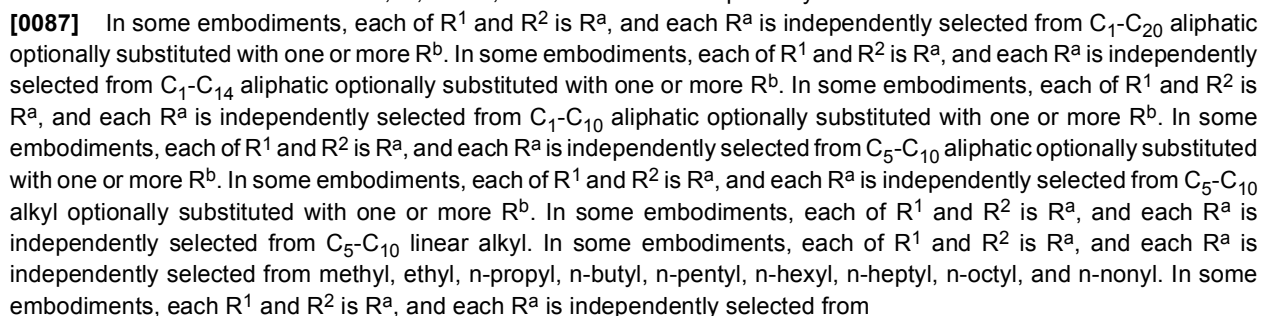 [0087] In some embodiments, each of R¹ and R² is Rᵃ, and each Rᵃ is independently selected from C₁-C₂₀ aliphatic
optionally substituted with one or more Rᵇ. In some embodiments, each of R¹ and R² is Rᵃ, and each Rᵃ is independently
selected from C₁-C₁₄ aliphatic optionally substituted with one or more Rᵇ. In some embodiments, each of R¹ and R² is
Rᵃ, and each Rᵃ is independently selected from C₁-C₁₀ aliphatic optionally substituted with one or more Rᵇ. In some
embodiments, each of R¹ and R² is Rᵃ, and each Rᵃ is independently selected from C₅-C₁₀ aliphatic optionally substituted
with one or more Rᵇ. In some embodiments, each of R¹ and R² is Rᵃ, and each Rᵃ is independently selected from C₅-C₁₀
alkyl optionally substituted with one or more Rᵇ. In some embodiments, each of R¹ and R² is Rᵃ, and each Rᵃ is
independently selected from C₅-C₁₀ linear alkyl. In some embodiments, each of R¹ and R² is Rᵃ, and each Rᵃ is
independently selected from methyl, ethyl, n-propyl, n-butyl, n-pentyl, n-hexyl, n-heptyl, n-octyl, and n-nonyl. In some
embodiments, each R¹ and R² is Rᵃ, and each Rᵃ is independently selected from